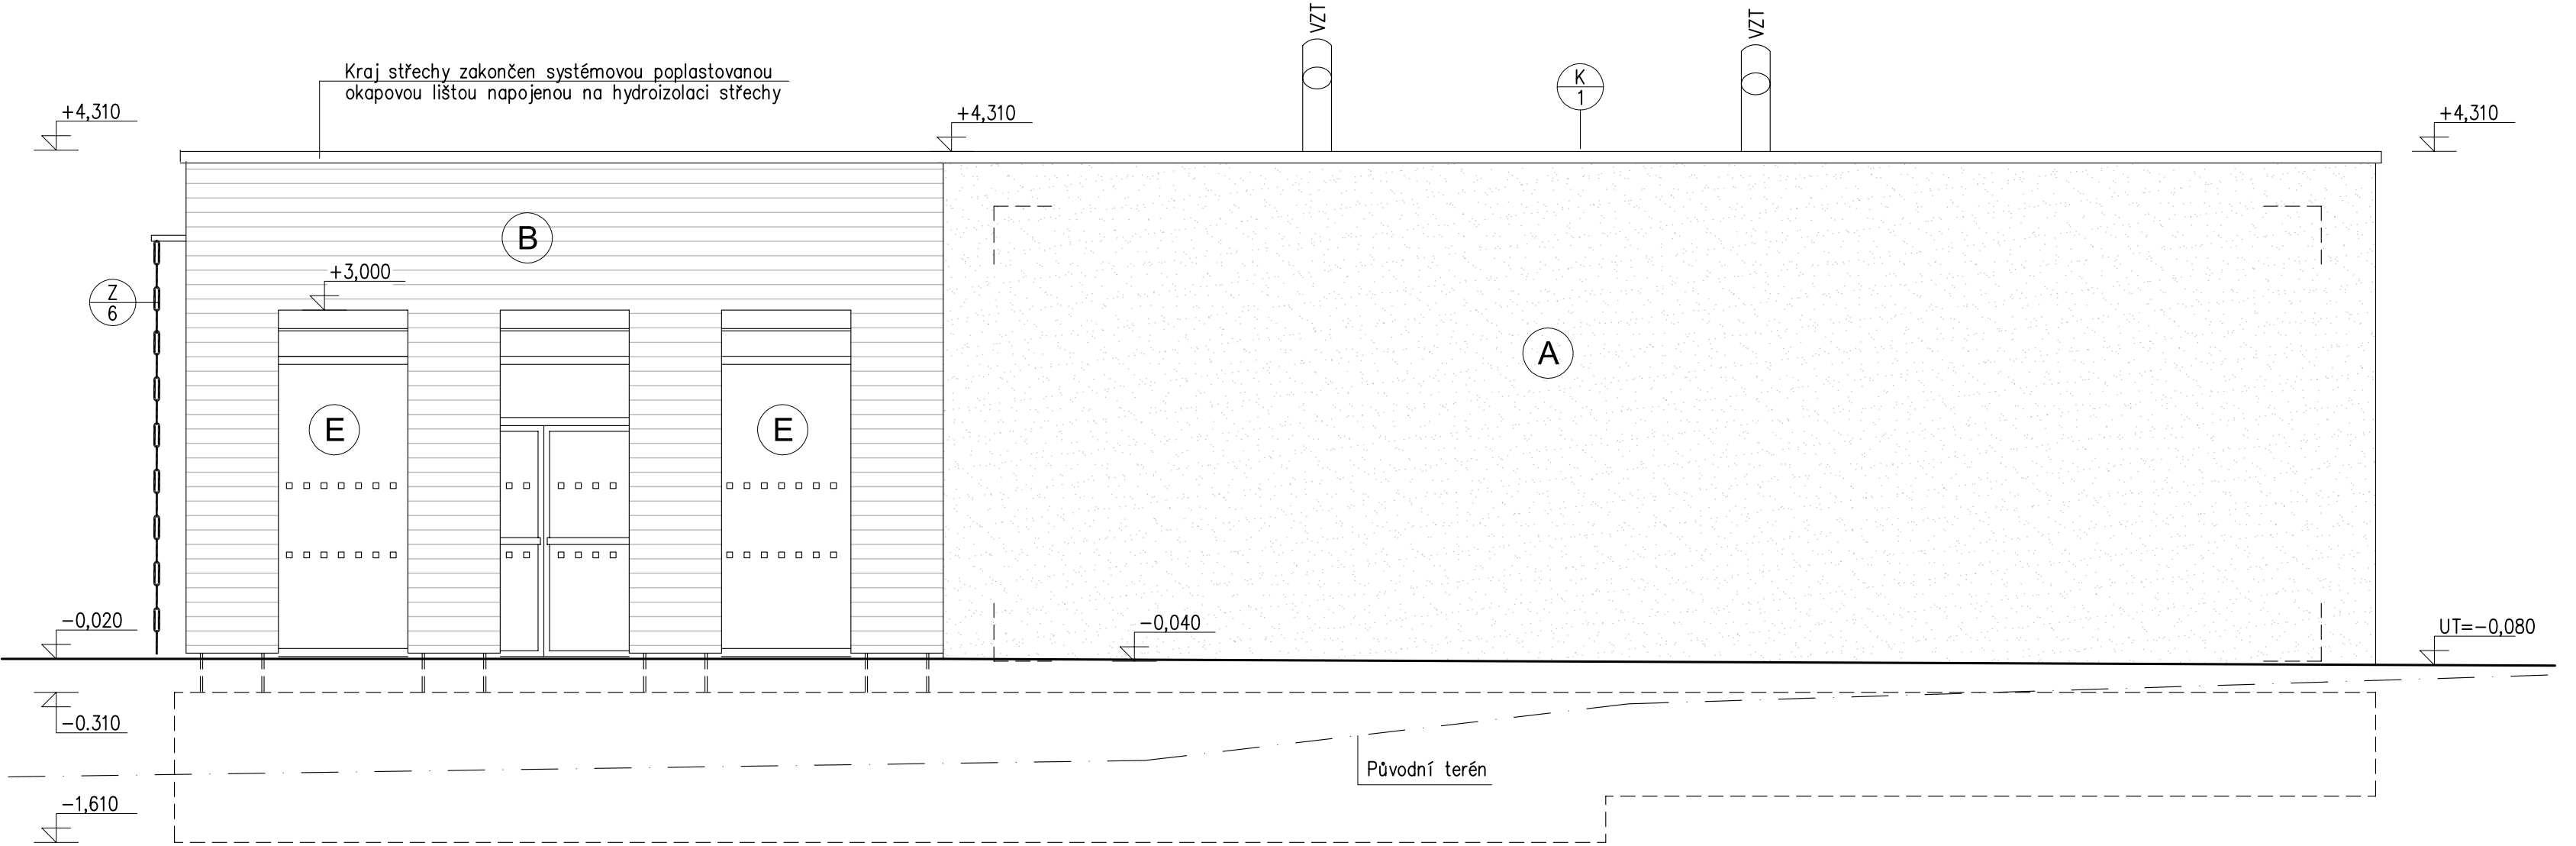 VZT
VZT
Kraj střechy zakončen systémovou poplastovanou
okapovou lištou napojenou na hydroizolaci střechy
K
1
+4,310
+4,310
+4,310
B
+3,000
Z
6
A
E
E
-0,020
-0,040
UT=-0,080
-0.310
Původní terén
-1,610